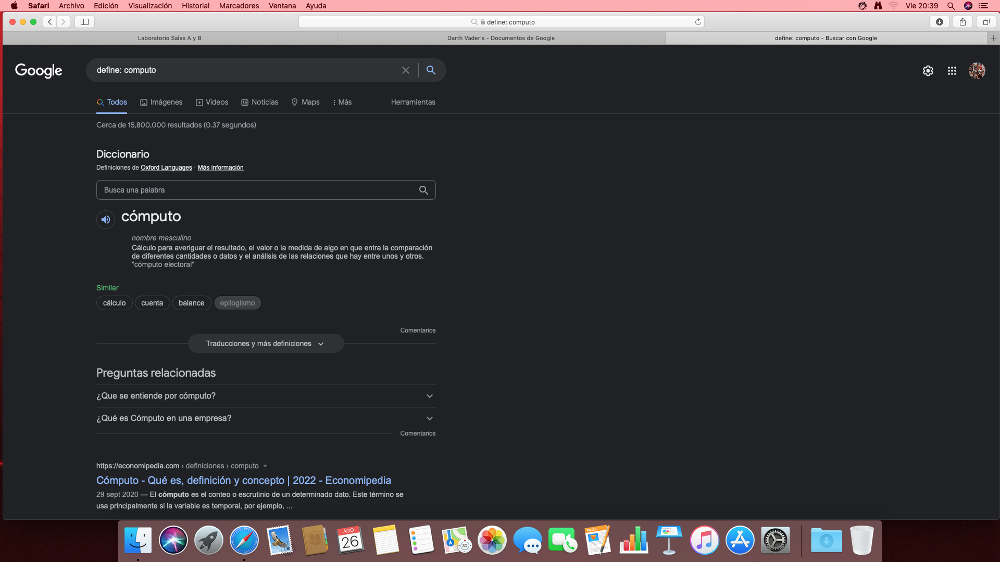 Safari Archivo Edición Visualización Historial Marcadores Ventana Ayuda Vie 20:39
define: computo
Laboratorio Salas A y B Darth Vader's - Documentos de Google define: computo - Buscar con Google
Google define: computo
Todos Imágenes Videos Noticias Maps Más Herramientas
Cerca de 15,800,000 resultados (0.37 segundos)
Diccionario
Definiciones de Oxford Languages · Más información
Busca una palabra
cómputo
nombre masculino
Cálculo para averiguar el resultado, el valor o la medida de algo en que entra la comparación
de diferentes cantidades o datos y el análisis de las relaciones que hay entre unos y otros.
"cómputo electoral"
Similar
cálculo cuenta balance epilogismo
Comentarios
Traducciones y más definiciones
Preguntas relacionadas
¿Que se entiende por cómputo?
¿Qué es Cómputo en una empresa?
Comentarios
https://economipedia.com › definiciones › computo
Cómputo - Qué es, definición y concepto | 2022 - Economipedia
29 sept 2020 — El cómputo es el conteo o escrutinio de un determinado dato. Este término se
usa principalmente si la variable es temporal, por ejemplo, ...
AGO
26
3D
PAGES